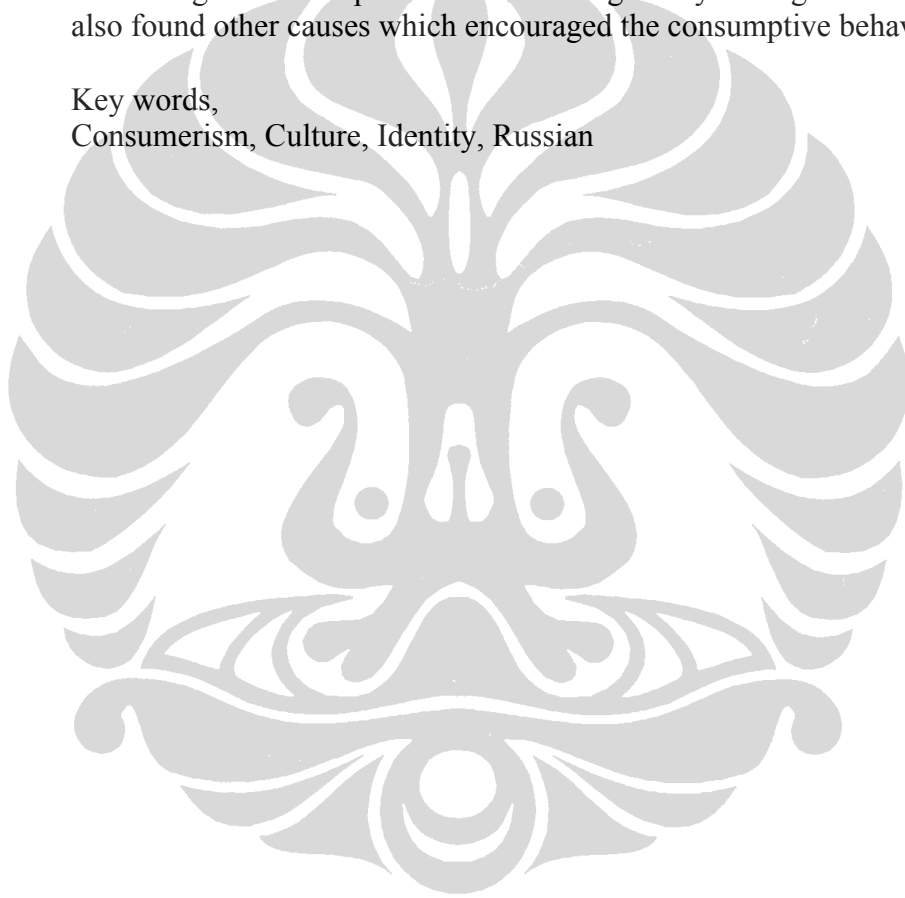 also found other causes which encouraged the consumptive behav
Key words,
Consumerism, Culture, Identity, Russian